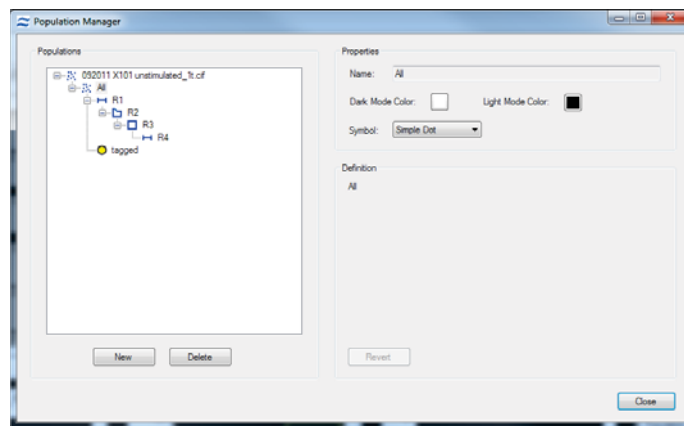 Population Manager
Populations
092011 X101 unstimulated_1t.cif
All
R1
R2
R3
R4
tagged
New
Delete
Properties
Name: All
Dark Mode Color:
Light Mode Color:
Symbol: Simple Dot
Definition
All
Revert
Close